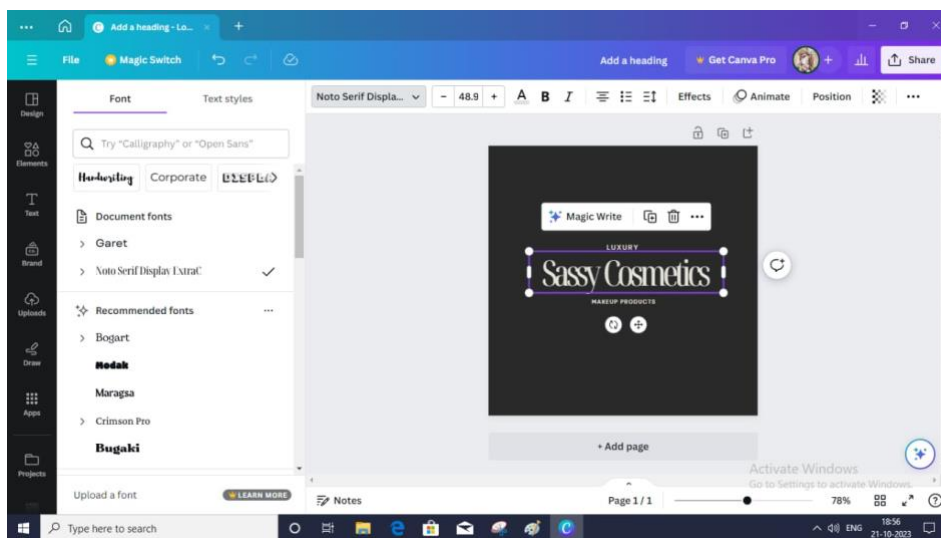 Add a heading - Lo...
File
Magic Switch
Add a heading
Get Canva Pro
Share
Design
Elements
Text
Brand
Uploads
Draw
Apps
Projects
Font
Text styles
Try "Calligraphy" or "Open Sans"
Handwriting
Corporate
Document fonts
Garet
Noto Serif Display ExtraC
Recommended fonts
Bogart
Modak
Maragsa
Crimson Pro
Bugaki
Upload a font
LEARN MORE
Noto Serif Displa...
- 48.9 +
A B I
Effects
Animate
Position
Magic Write
LUXURY
Sassy Cosmetics
MAKEUP PRODUCTS
+ Add page
Activate Windows
Go to Settings to activate Windows.
Notes
Page 1 / 1
78%
Type here to search
ENG
18:56
21-10-2023